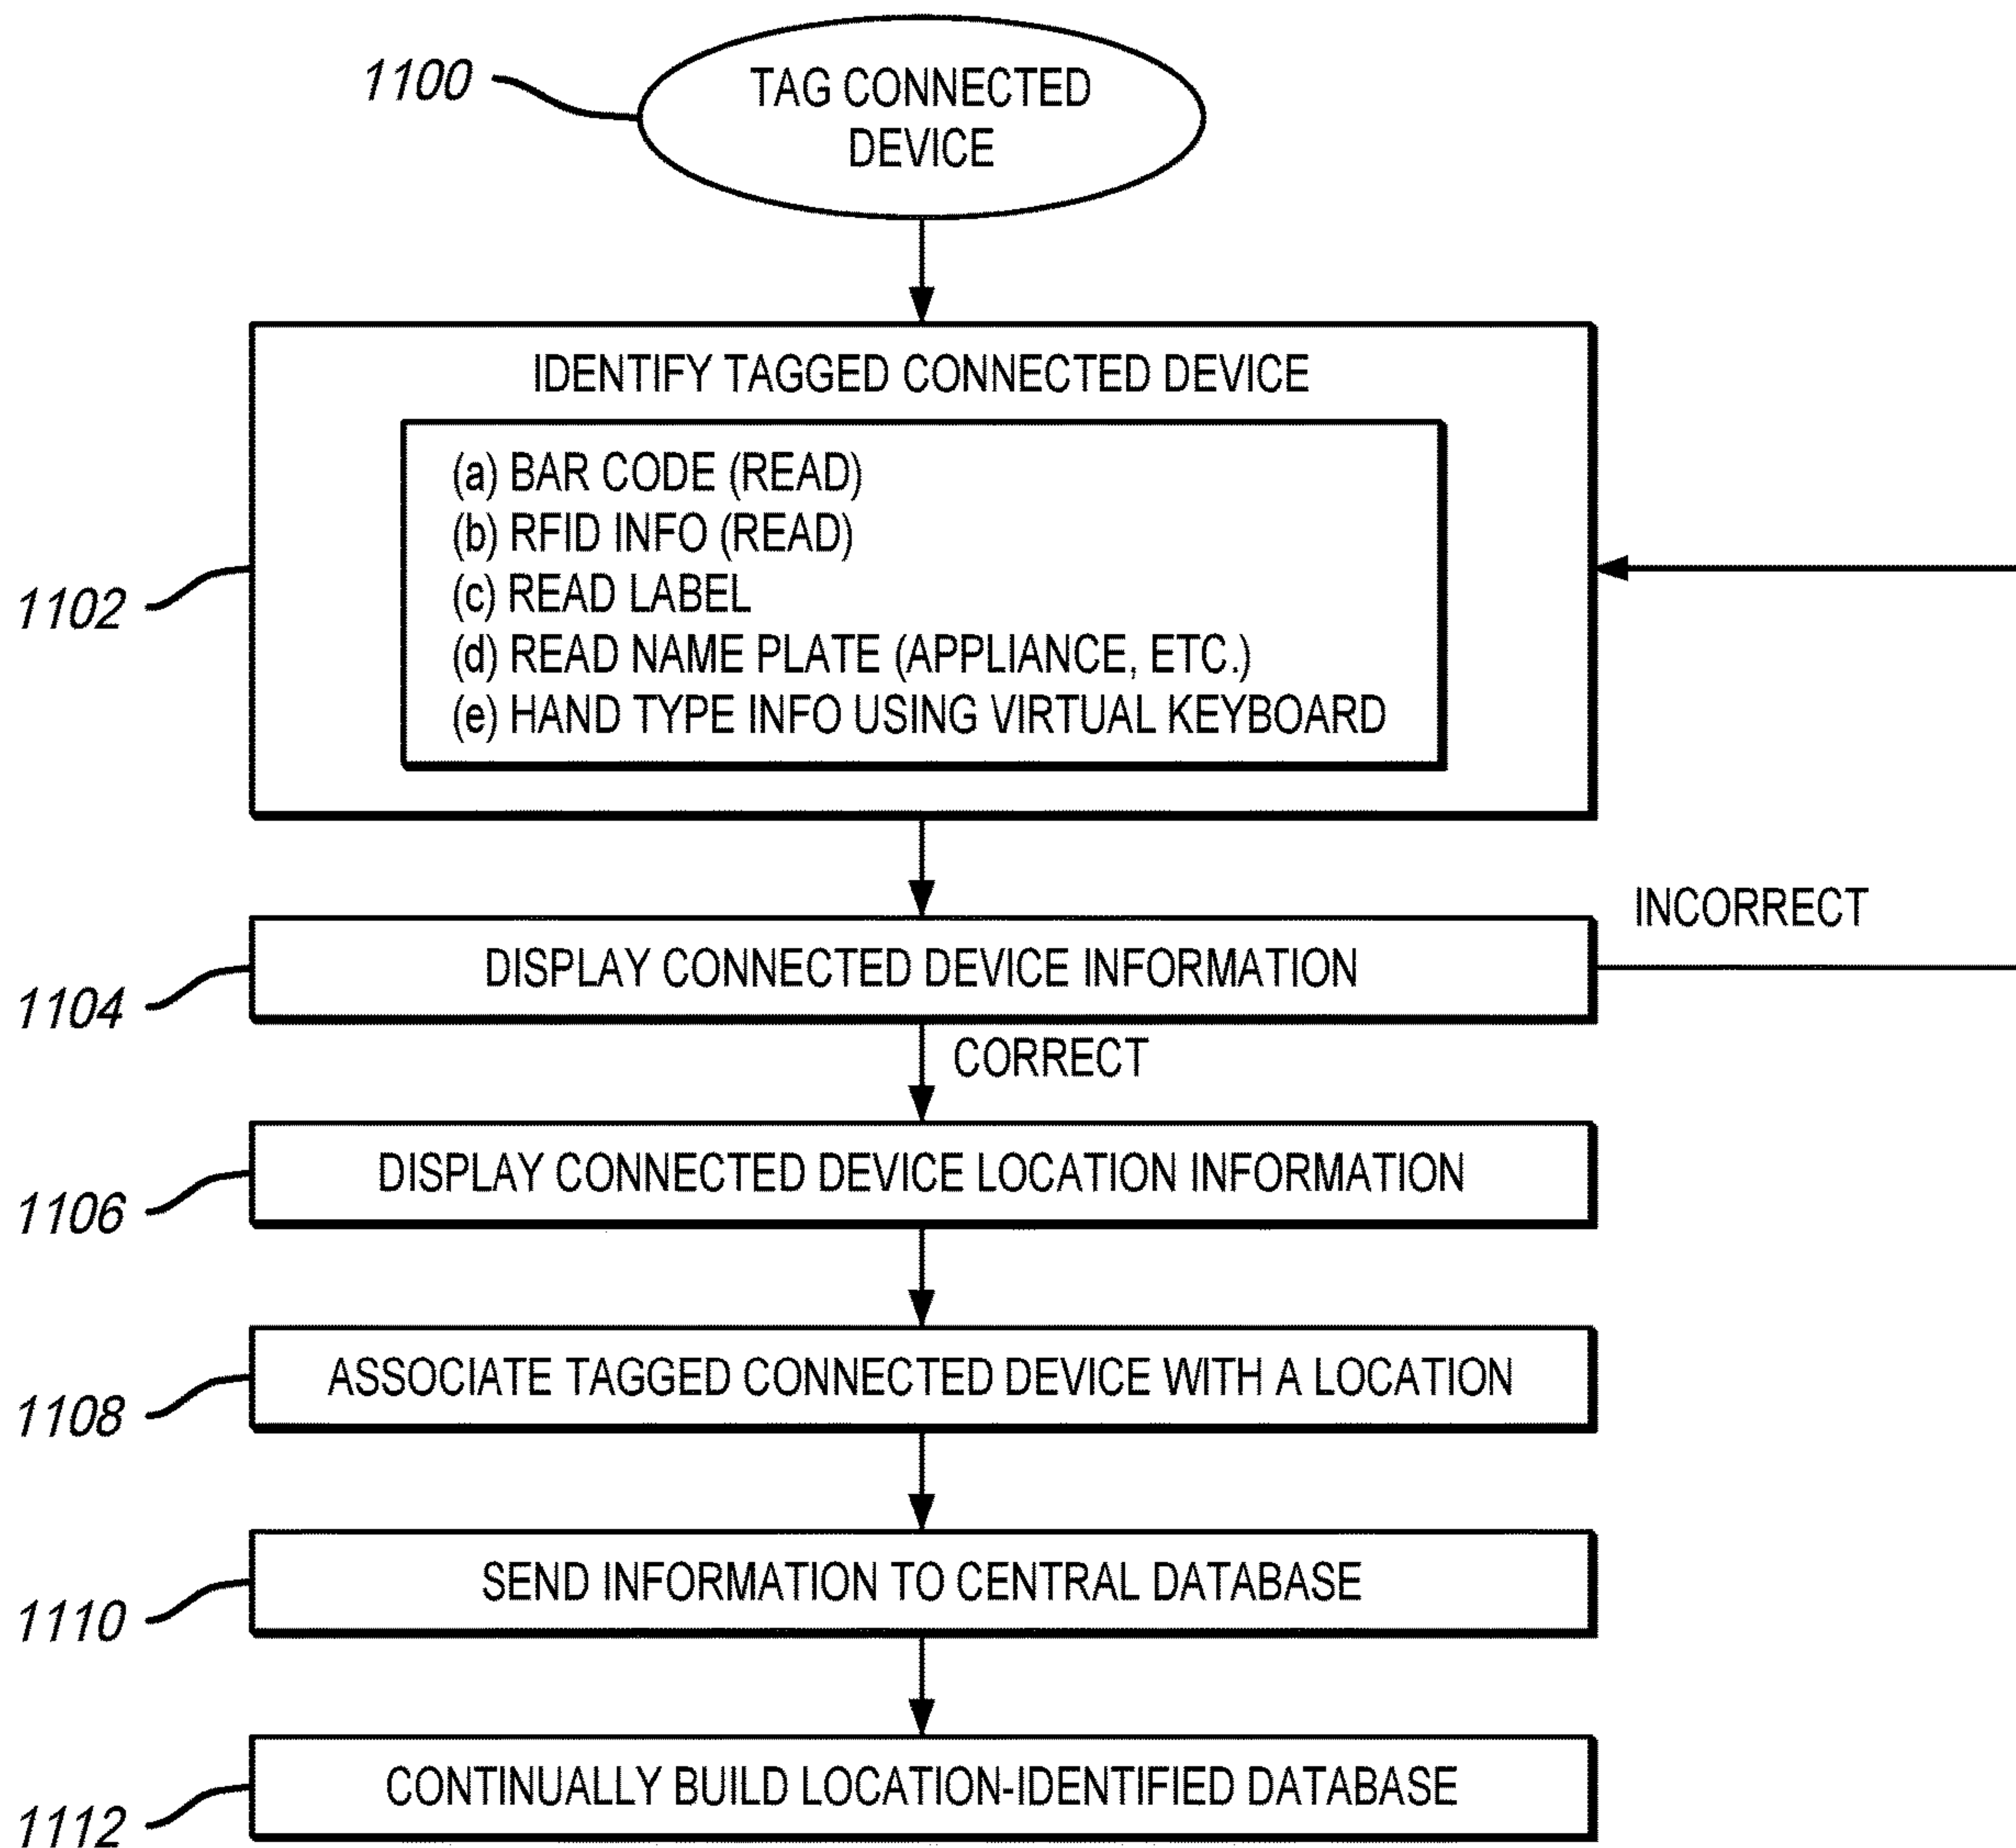 1100
TAG CONNECTED
DEVICE
IDENTIFY TAGGED CONNECTED DEVICE
(a) BAR CODE (READ)
(b) RFID INFO (READ)
(c) READ LABEL
(d) READ NAME PLATE (APPLIANCE, ETC.)
(e) HAND TYPE INFO USING VIRTUAL KEYBOARD
1102
INCORRECT
DISPLAY CONNECTED DEVICE INFORMATION
1104
CORRECT
DISPLAY CONNECTED DEVICE LOCATION INFORMATION
1106
ASSOCIATE TAGGED CONNECTED DEVICE WITH A LOCATION
1108
SEND INFORMATION TO CENTRAL DATABASE
1110
CONTINUALLY BUILD LOCATION-IDENTIFIED DATABASE
1112